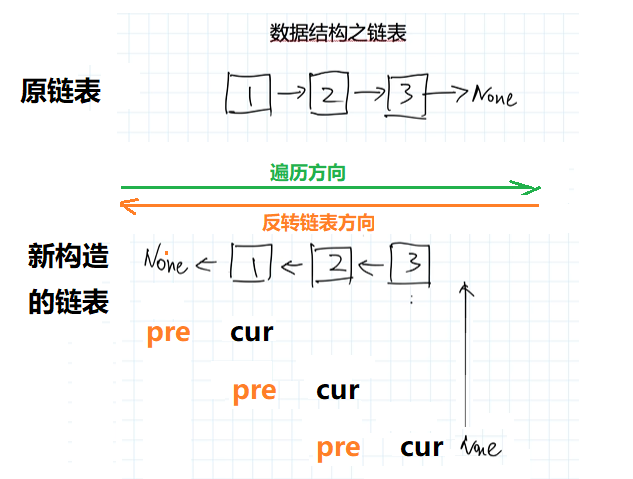 数据结构之链表
原链表 1 → 2 → 3 → None
遍历方向
反转链表方向
新构造的链表
None ← 1 ← 2 ← 3
pre cur
pre cur
pre cur None